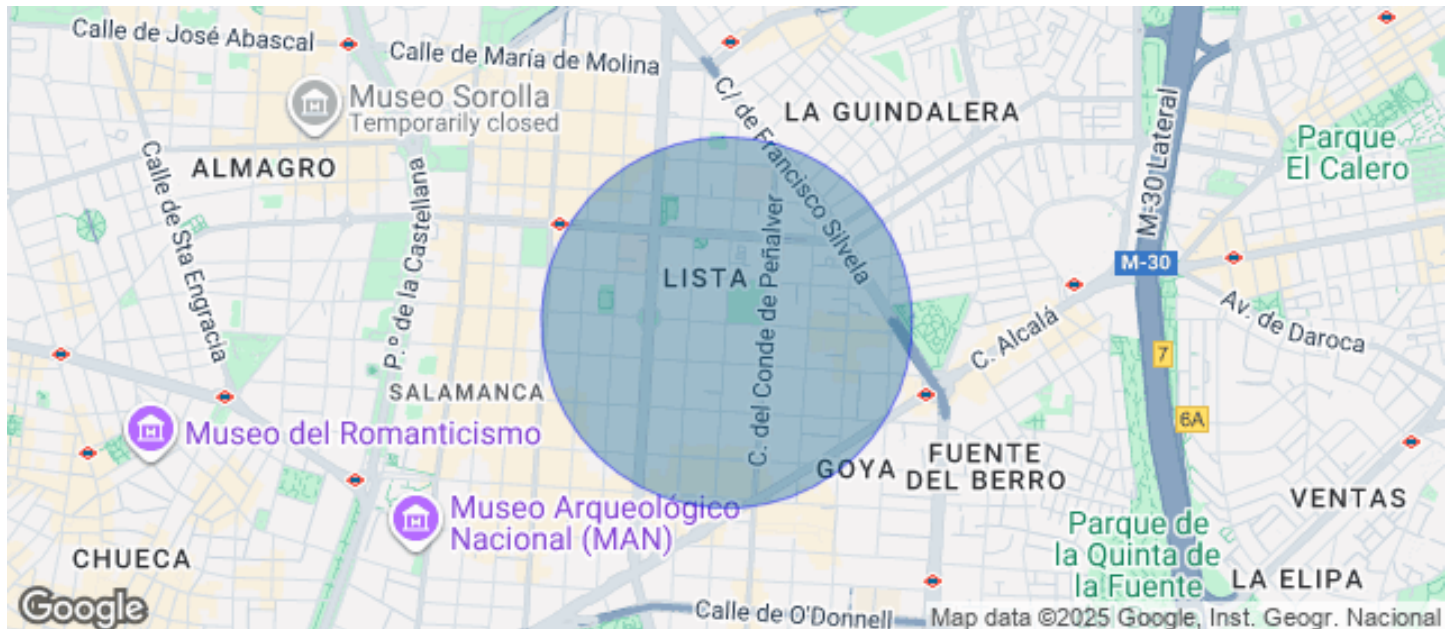 Calle de José Abascal
Calle de María de Molina
Museo Sorolla
Temporarily closed
C/ de Francisco Silvela
LA GUINDALERA
M-30 Lateral
Parque
El Calero
ALMAGRO
Calle de Sta Engracia
P.º de la Castellana
LISTA
C. del Conde de Peñalver
M-30
Av. de Daroca
C. Alcalá
7
6A
SALAMANCA
Museo del Romanticismo
GOYA
FUENTE
DEL BERRO
VENTAS
Museo Arqueológico
Nacional (MAN)
Parque de
la Quinta de
la Fuente
CHUECA
LA ELIPA
Google
Calle de O'Donnell
Map data ©2025 Google, Inst. Geogr. Nacional